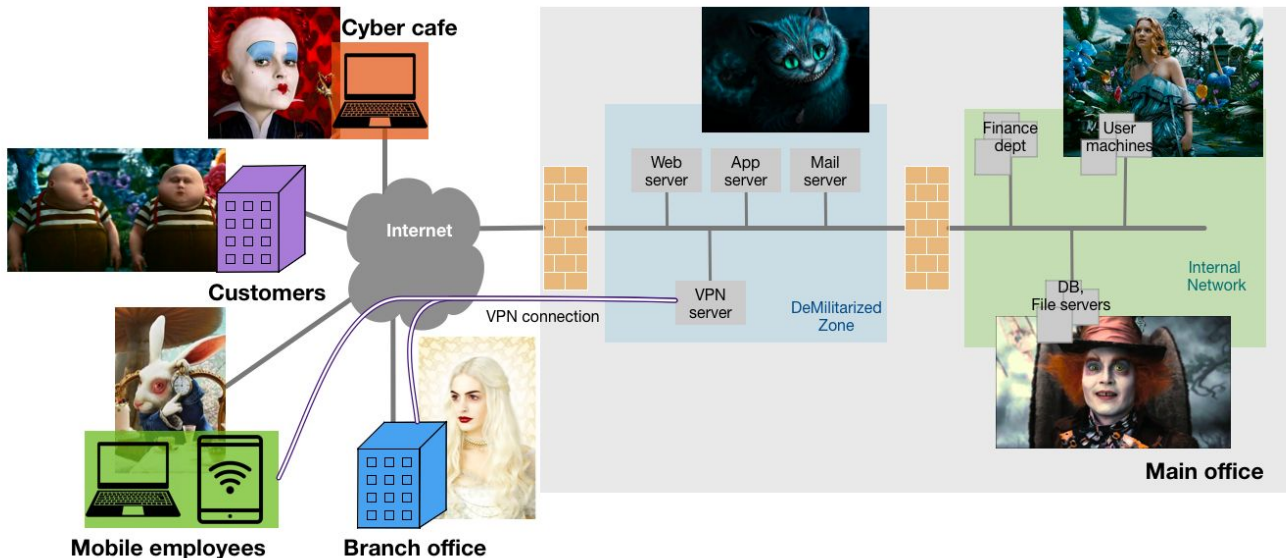 Cyber cafe
Customers
Internet
VPN connection
Mobile employees
Branch office
Web
server
App
server
Mail
server
VPN
server
DeMilitarized
Zone
Finance
dept
User
machines
DB,
File servers
Internal
Network
Main office